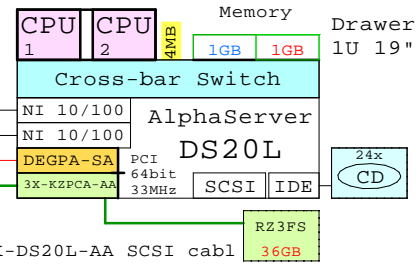 Memory
Drawer
1U 19"
CPU
1
CPU
2
4MB
1GB
1GB
Cross-bar Switch
NI 10/100
NI 10/100
AlphaServer
DS20L
DEGPA-SA
3X-KZPCA-AA
PCI
64bit
33MHz
SCSI
IDE
24x
CD
-DS20L-AA SCSI cabl
RZ3FS
36GB